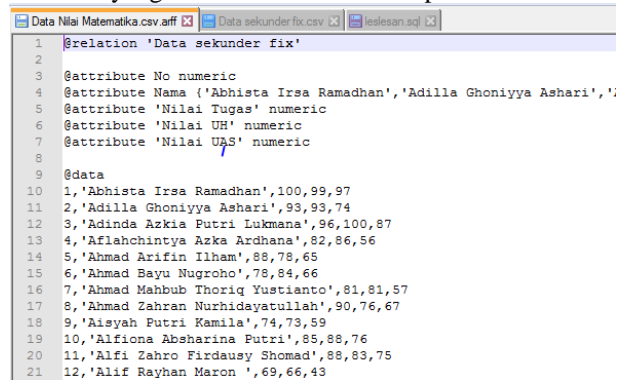 Data Nilai Matematika.csv.arff Data sekunder fix.csv leslesan.sql
1 @relation 'Data sekunder fix'
2
3 @attribute No numeric
4 @attribute Nama {'Abhista Irsa Ramadhan','Adilla Ghoniyya Ashari','
5 @attribute 'Nilai Tugas' numeric
6 @attribute 'Nilai UH' numeric
7 @attribute 'Nilai UAS' numeric
8
9 @data
10 1,'Abhista Irsa Ramadhan',100,99,97
11 2,'Adilla Ghoniyya Ashari',93,93,74
12 3,'Adinda Azkia Putri Lukmana',96,100,87
13 4,'Aflahchintya Azka Ardhana',82,86,56
14 5,'Ahmad Arifin Ilham',88,78,65
15 6,'Ahmad Bayu Nugroho',78,84,66
16 7,'Ahmad Mahbub Thoriq Yustianto',81,81,57
17 8,'Ahmad Zahran Nurhidayatullah',90,76,67
18 9,'Aisyah Putri Kamila',74,73,59
19 10,'Alfiona Absharina Putri',85,88,76
20 11,'Alfi Zahro Firdausy Shomad',88,83,75
21 12,'Alif Rayhan Maron ',69,66,43